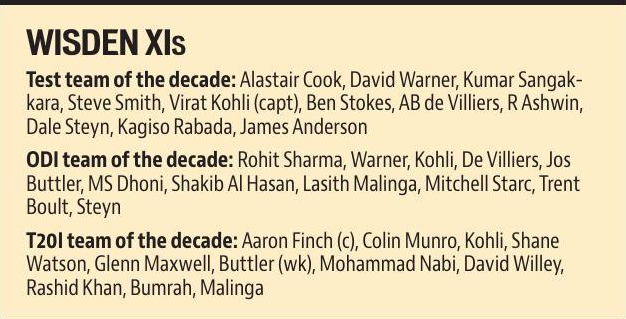 WISDEN XIs
Test team of the decade: Alastair Cook, David Warner, Kumar Sangak-
kara, Steve Smith, Virat Kohli (capt), Ben Stokes, AB de Villiers, R Ashwin,
Dale Steyn, Kagiso Rabada, James Anderson
ODI team of the decade: Rohit Sharma, Warner, Kohli, De Villiers, Jos
Buttler, MS Dhoni, Shakib Al Hasan, Lasith Malinga, Mitchell Starc, Trent
Boult, Steyn
T20I team of the decade: Aaron Finch (c), Colin Munro, Kohli, Shane
Watson, Glenn Maxwell, Buttler (wk), Mohammad Nabi, David Willey,
Rashid Khan, Bumrah, Malinga